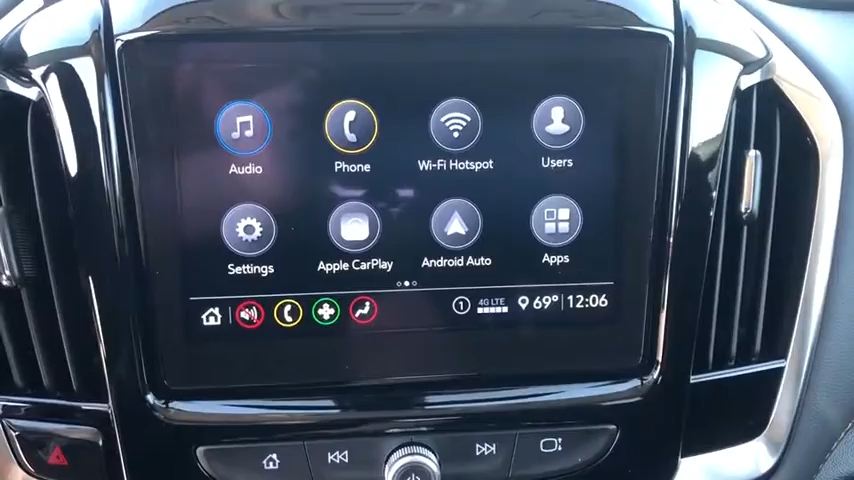 Audio
Phone
Wi-Fi HotSpot
Users
Settings
Apple CarPlay
Android Auto
Apps
1 4G LTE 69° 12:06